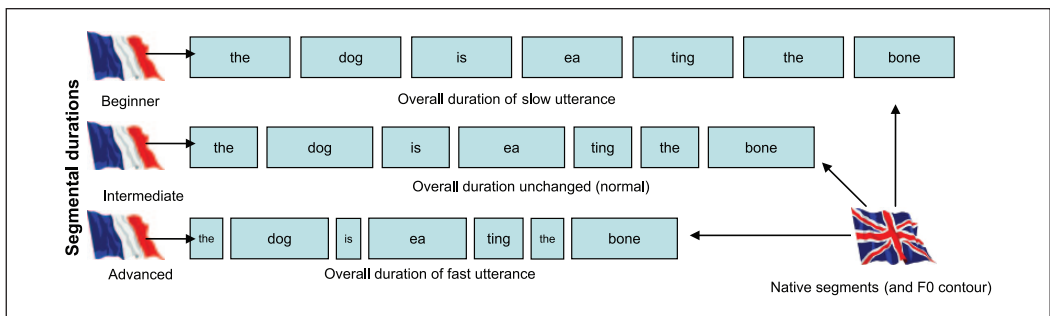 Segmental durations
the dog is ea ting the bone
Beginner
Overall duration of slow utterance
the dog is ea ting the bone
Intermediate
Overall duration unchanged (normal)
the dog is ea ting the bone
Advanced
Overall duration of fast utterance
Native segments (and F0 contour)